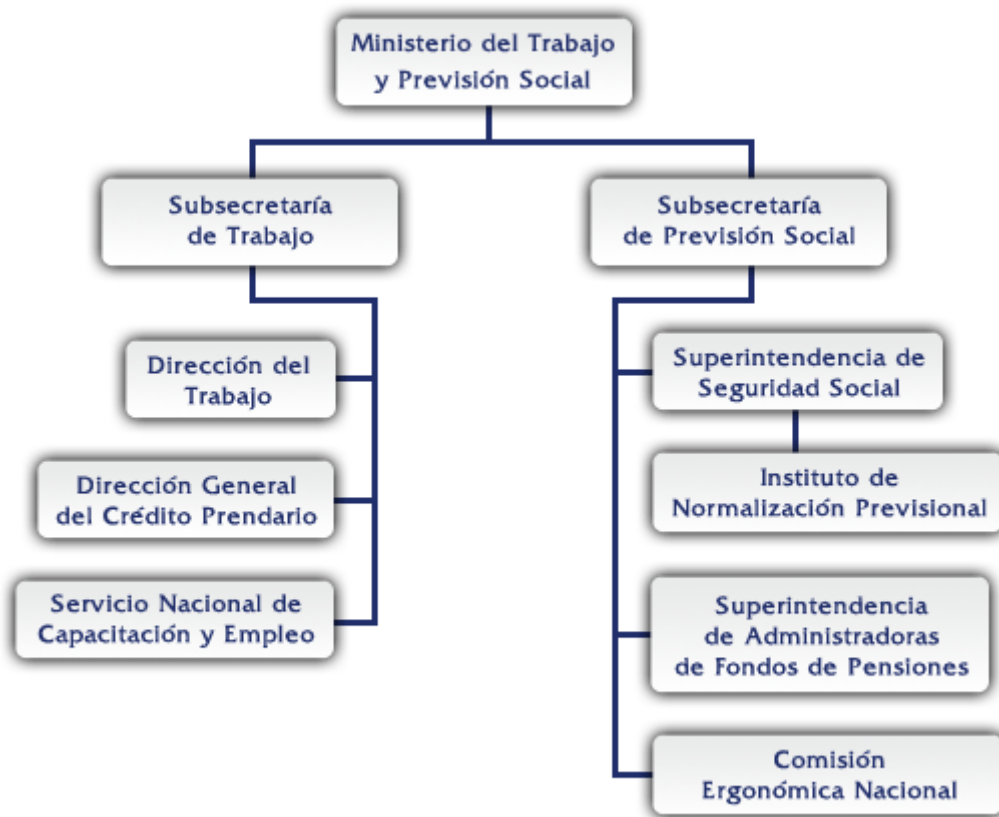 Ministerio del Trabajo
y Previsión Social
Subsecretaría
de Trabajo
Subsecretaría
de Previsión Social
Dirección del
Trabajo
Dirección General
del Crédito Prendario
Servicio Nacional de
Capacitación y Empleo
Superintendencia de
Seguridad Social
Instituto de
Normalización Previsional
Superintendencia
de Administradoras
de Fondos de Pensiones
Comisión
Ergonómica Nacional